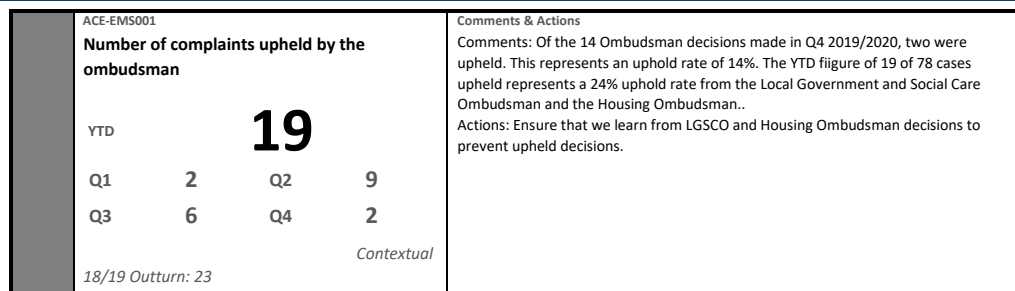 ACE-EMS001
Number of complaints upheld by the
ombudsman
YTD 19
Q1 2 Q2 9
Q3 6 Q4 2
Contextual
18/19 Outturn: 23
Comments & Actions
Comments: Of the 14 Ombudsman decisions made in Q4 2019/2020, two were
upheld. This represents an uphold rate of 14%. The YTD fiigure of 19 of 78 cases
upheld represents a 24% uphold rate from the Local Government and Social Care
Ombudsman and the Housing Ombudsman..
Actions: Ensure that we learn from LGSCO and Housing Ombudsman decisions to
prevent upheld decisions.